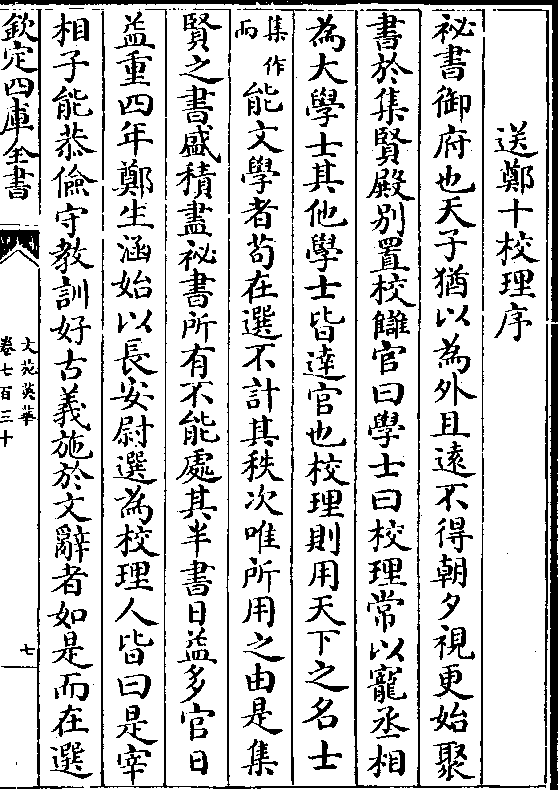 送鄭十校理序
祕書御府也天子猶以為外且遠不得朝夕視更始聚
書於集賢殿别置校讎官曰學士曰校理常以寵丞相
為大學士其他學士皆達官也校理則用天下之名士
集作而能文學者苟在選不計其秩次唯所用之由是集
賢之書盛積盡祕書所有不能處其半書日益多官日
益重四年鄭生涵始以長安尉選為校理人皆曰是宰
相子能恭儉守教訓好古義施於文辭者如是而在選
欽定四庫全書
文苑英華
卷七百三十
七